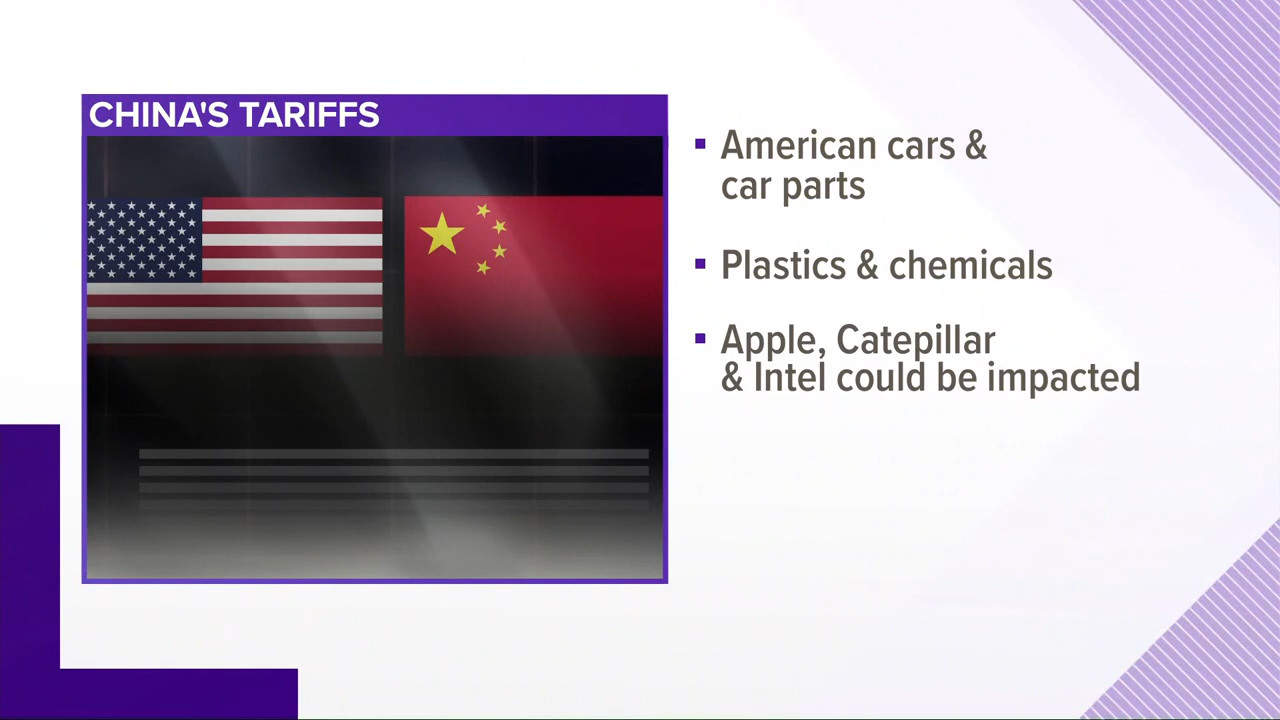 CHINA'S TARIFFS
American cars &
car parts
Plastics & chemicals
Apple, Catepillar
& Intel could be impacted